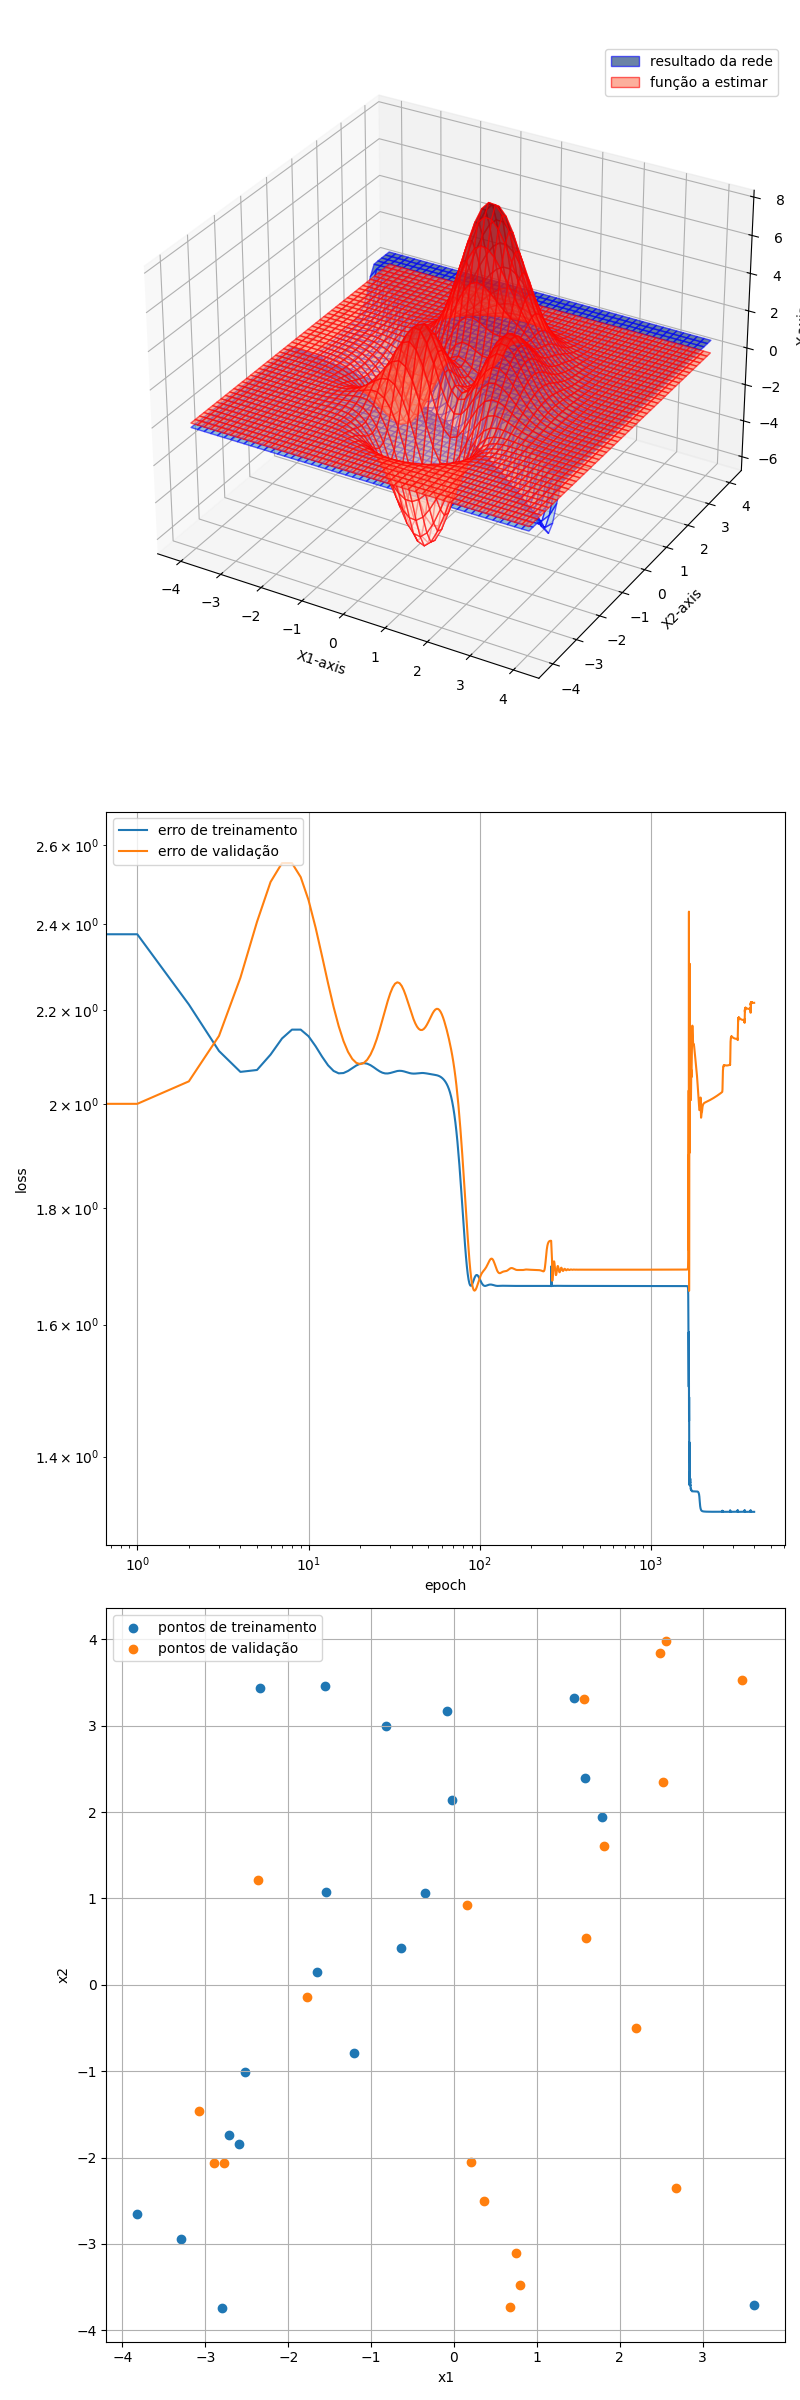 resultado da rede
função a estimar
8
6
4
2
0
−2
−4
−6
−4
−3
−2
−1
0
1
2
3
4
X1-axis
4
3
2
1
0
−1
−2
−3
−4
X2-axis
erro de treinamento
erro de validação
2.6 × 10⁰
2.4 × 10⁰
2.2 × 10⁰
2 × 10⁰
1.8 × 10⁰
1.6 × 10⁰
1.4 × 10⁰
loss
10⁰ 10¹ 10² 10³
epoch
pontos de treinamento
pontos de validação
4
3
2
1
0
−1
−2
−3
−4
x2
−4 −3 −2 −1 0 1 2 3
x1